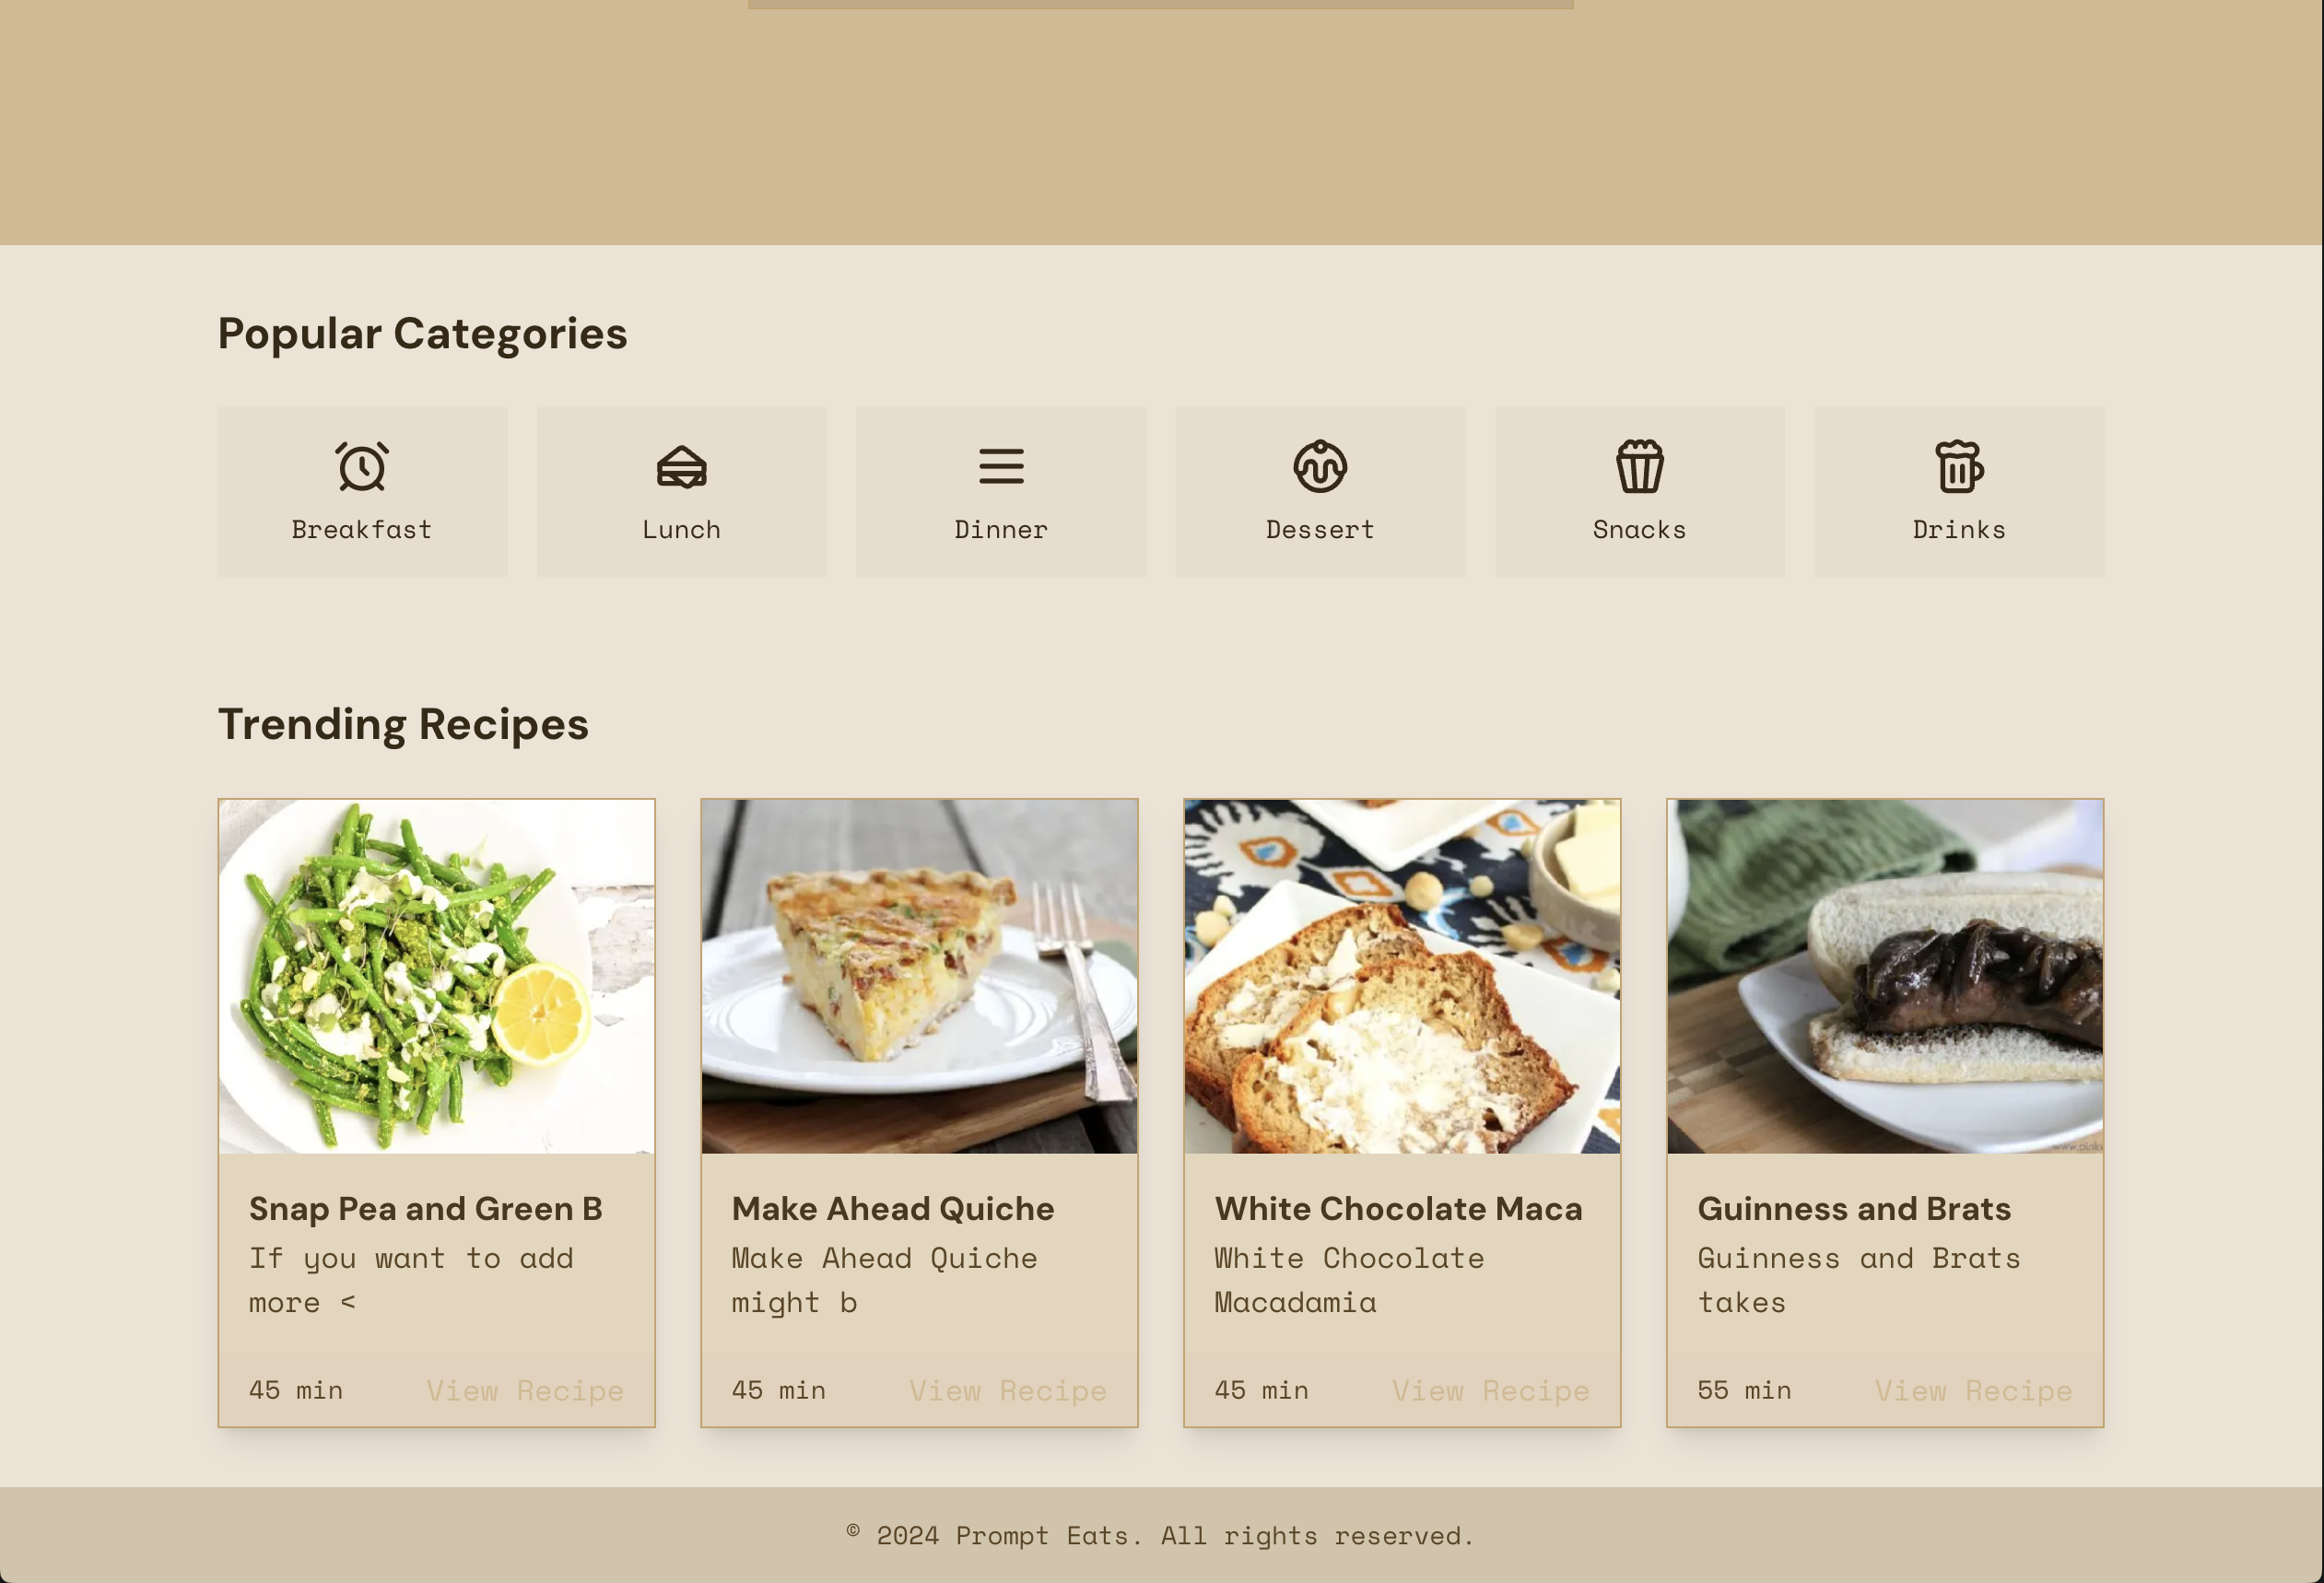 Popular Categories
Breakfast
Lunch
Dinner
Dessert
Snacks
Drinks
Trending Recipes
Snap Pea and Green B
If you want to add
more <
45 min
View Recipe
Make Ahead Quiche
Make Ahead Quiche
might b
45 min
View Recipe
White Chocolate Maca
White Chocolate
Macadamia
45 min
View Recipe
Guinness and Brats
Guinness and Brats
takes
55 min
View Recipe
© 2024 Prompt Eats. All rights reserved.